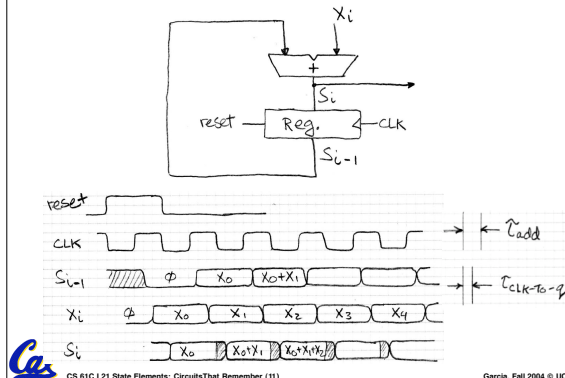 Xi
+
Si
reset Reg. CLK
Si-1
reset
CLK
τadd
Si-1 ϕ X0 X0+X1
τCLK-TO-q
Xi ϕ X0 X1 X2 X3 X4
Si X0 X0+X1 X0+X1+X2
Cal
CS 61C L21 State Elements: CircuitsThat Remember (11)
Garcia, Fall 2004 © UC